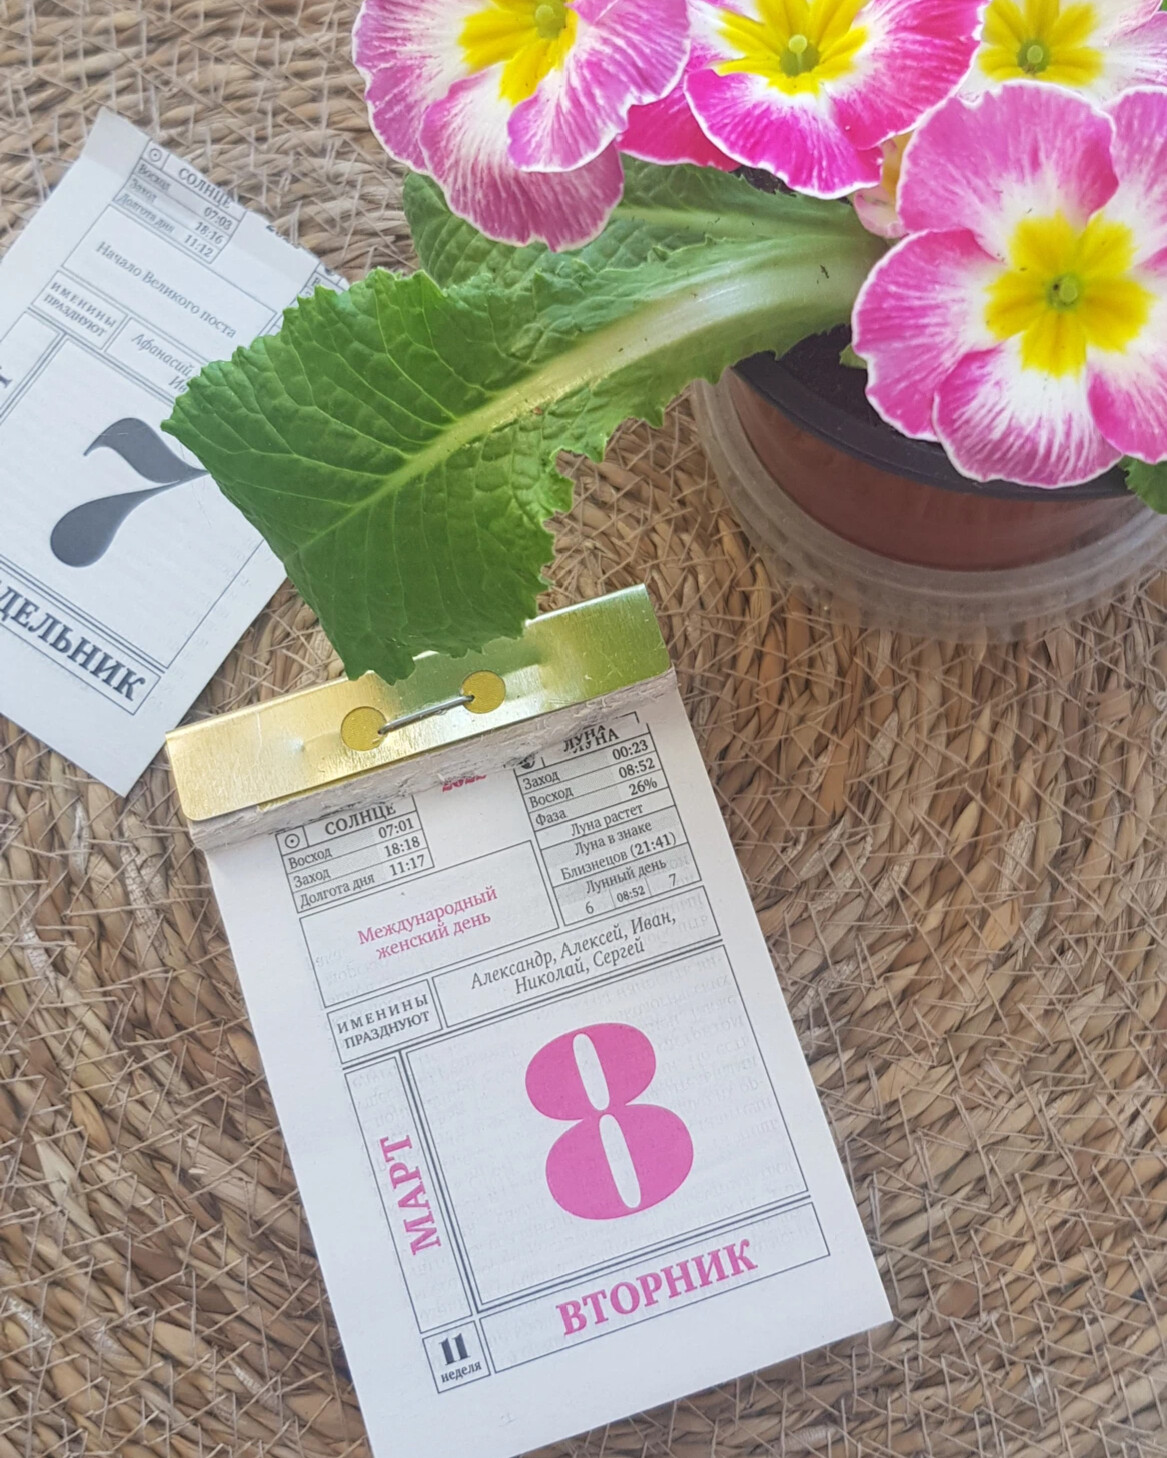 СОЛНЦЕ
Восход 07:03
Заход 18:16
Долгота дня 11:12
Начало Великого поста
ИМЕНИНЫ
ПРАЗДНУЮТ
Афанасий,
7
ДЕЛЬНИК
2022
СОЛНЦЕ
Восход 07:01
Заход 18:18
Долгота дня 11:17
ЛУНА
Заход 00:23
Восход 08:52
Фаза 26%
Луна растет
Луна в знаке
Близнецов (21:41)
Лунный день
6 08:52 7
Международный
женский день
ИМЕНИНЫ
ПРАЗДНУЮТ
Александр, Алексей, Иван,
Николай, Сергей
МАРТ
8
ВТОРНИК
11
неделя